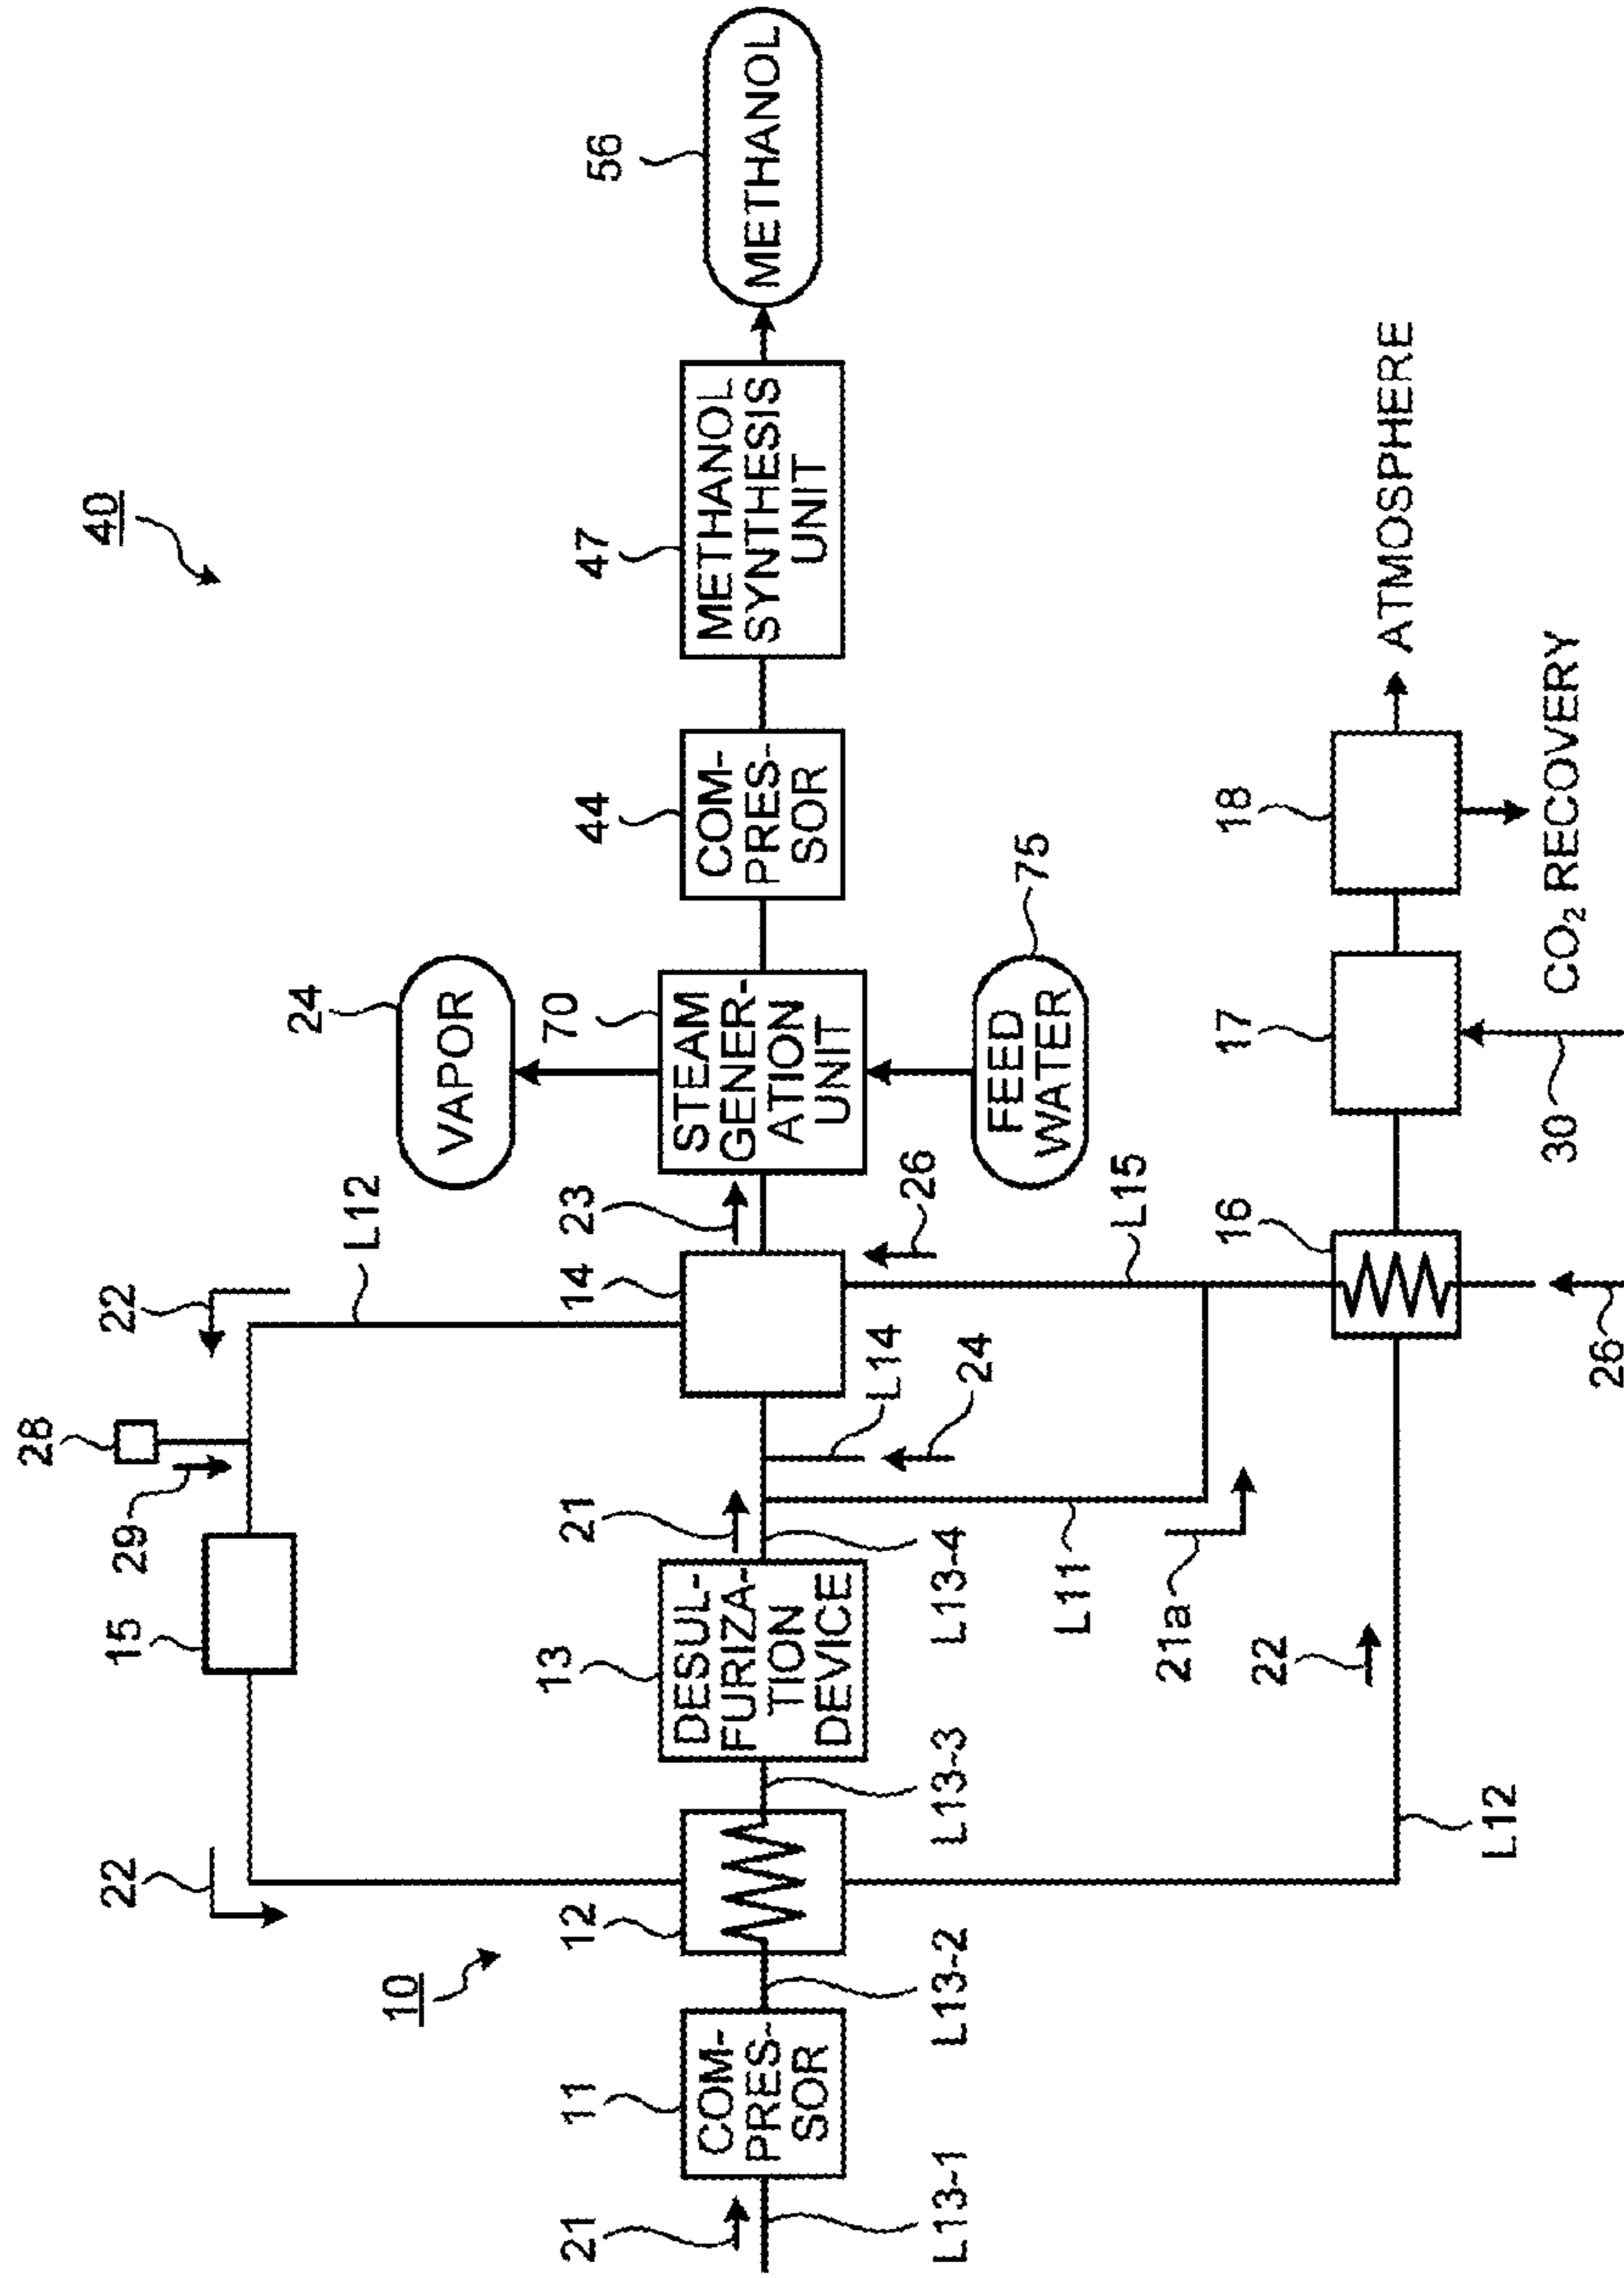 40
28
29
22
L12
15
22
24
VAPOR
10
21
11
COM-
PRES-
SOR
L13-1
L13-2
12
L13-3
13
DESUL-
FURIZA-
TION
DEVICE
L13-4
21
14
23
70
STEAM
GENER-
ATION
UNIT
44
COM-
PRES-
SOR
47
METHANOL
SYNTHESIS
UNIT
56
METHANOL
L14
24
26
FEED
WATER
75
L11
L15
21a
22
L12
16
26
17
30
18
ATMOSPHERE
CO₂ RECOVERY